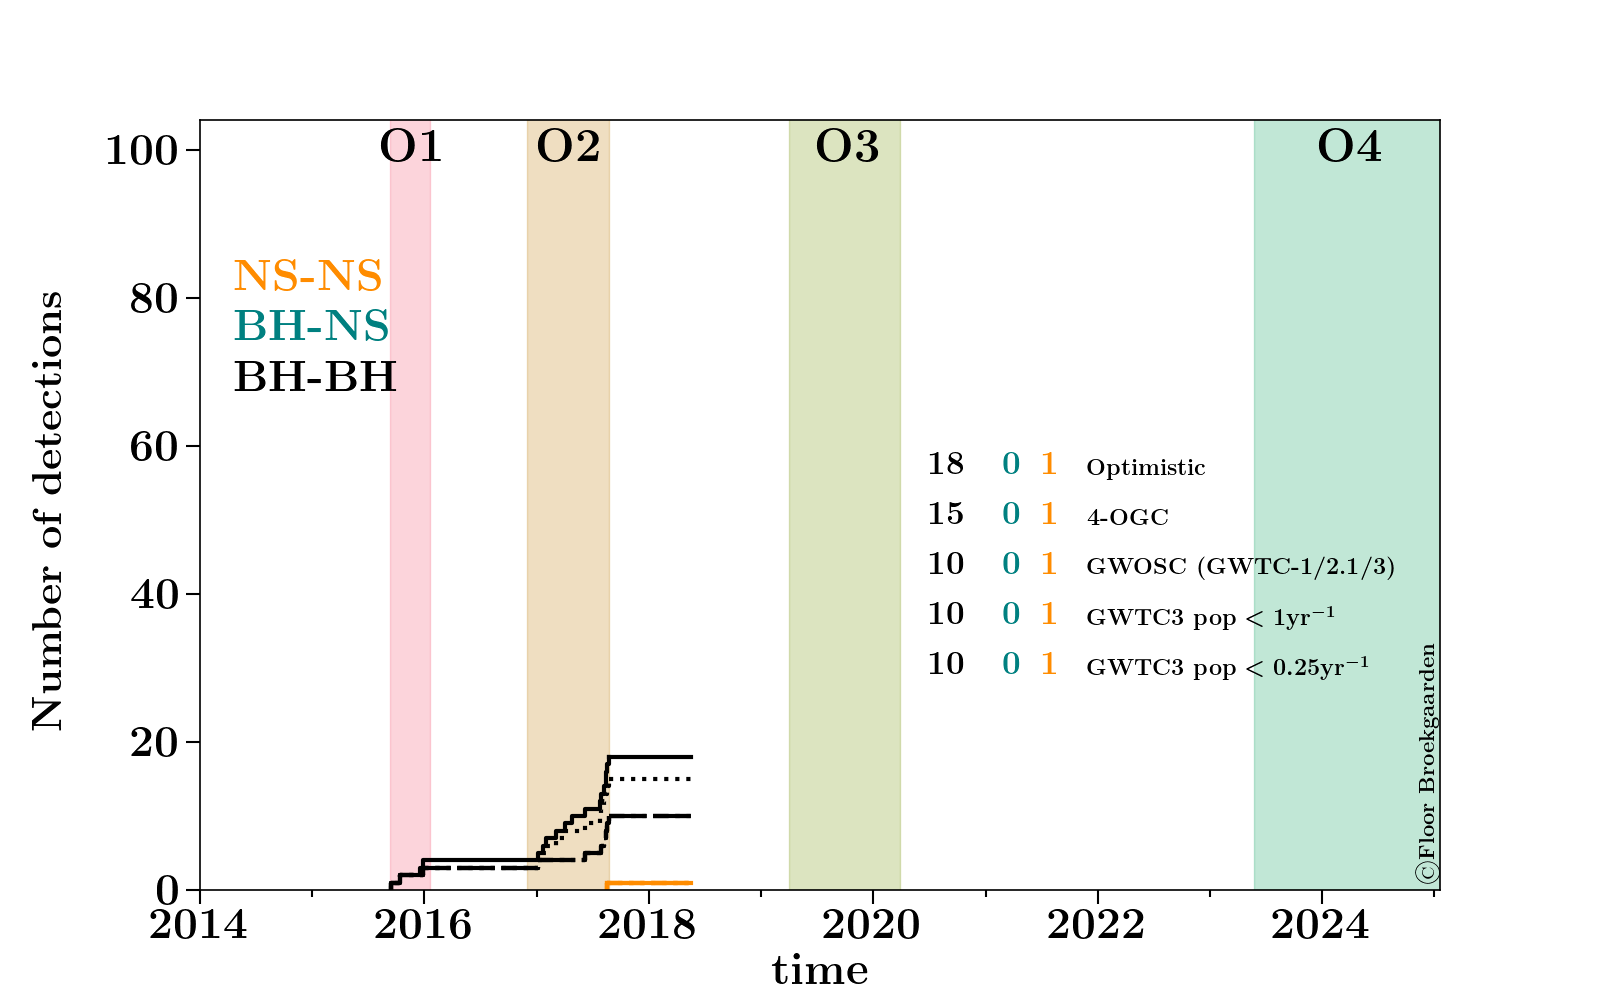 O1 O2 O3 O4
100
80
60
40
20
0
Number of detections
NS-NS
BH-NS
BH-BH
18 0 1 Optimistic
15 0 1 4-OGC
10 0 1 GWOSC (GWTC-1/2.1/3)
10 0 1 GWTC3 pop < 1yr⁻¹
10 0 1 GWTC3 pop < 0.25yr⁻¹
©Floor Broekgaarden
2014 2016 2018 2020 2022 2024
time